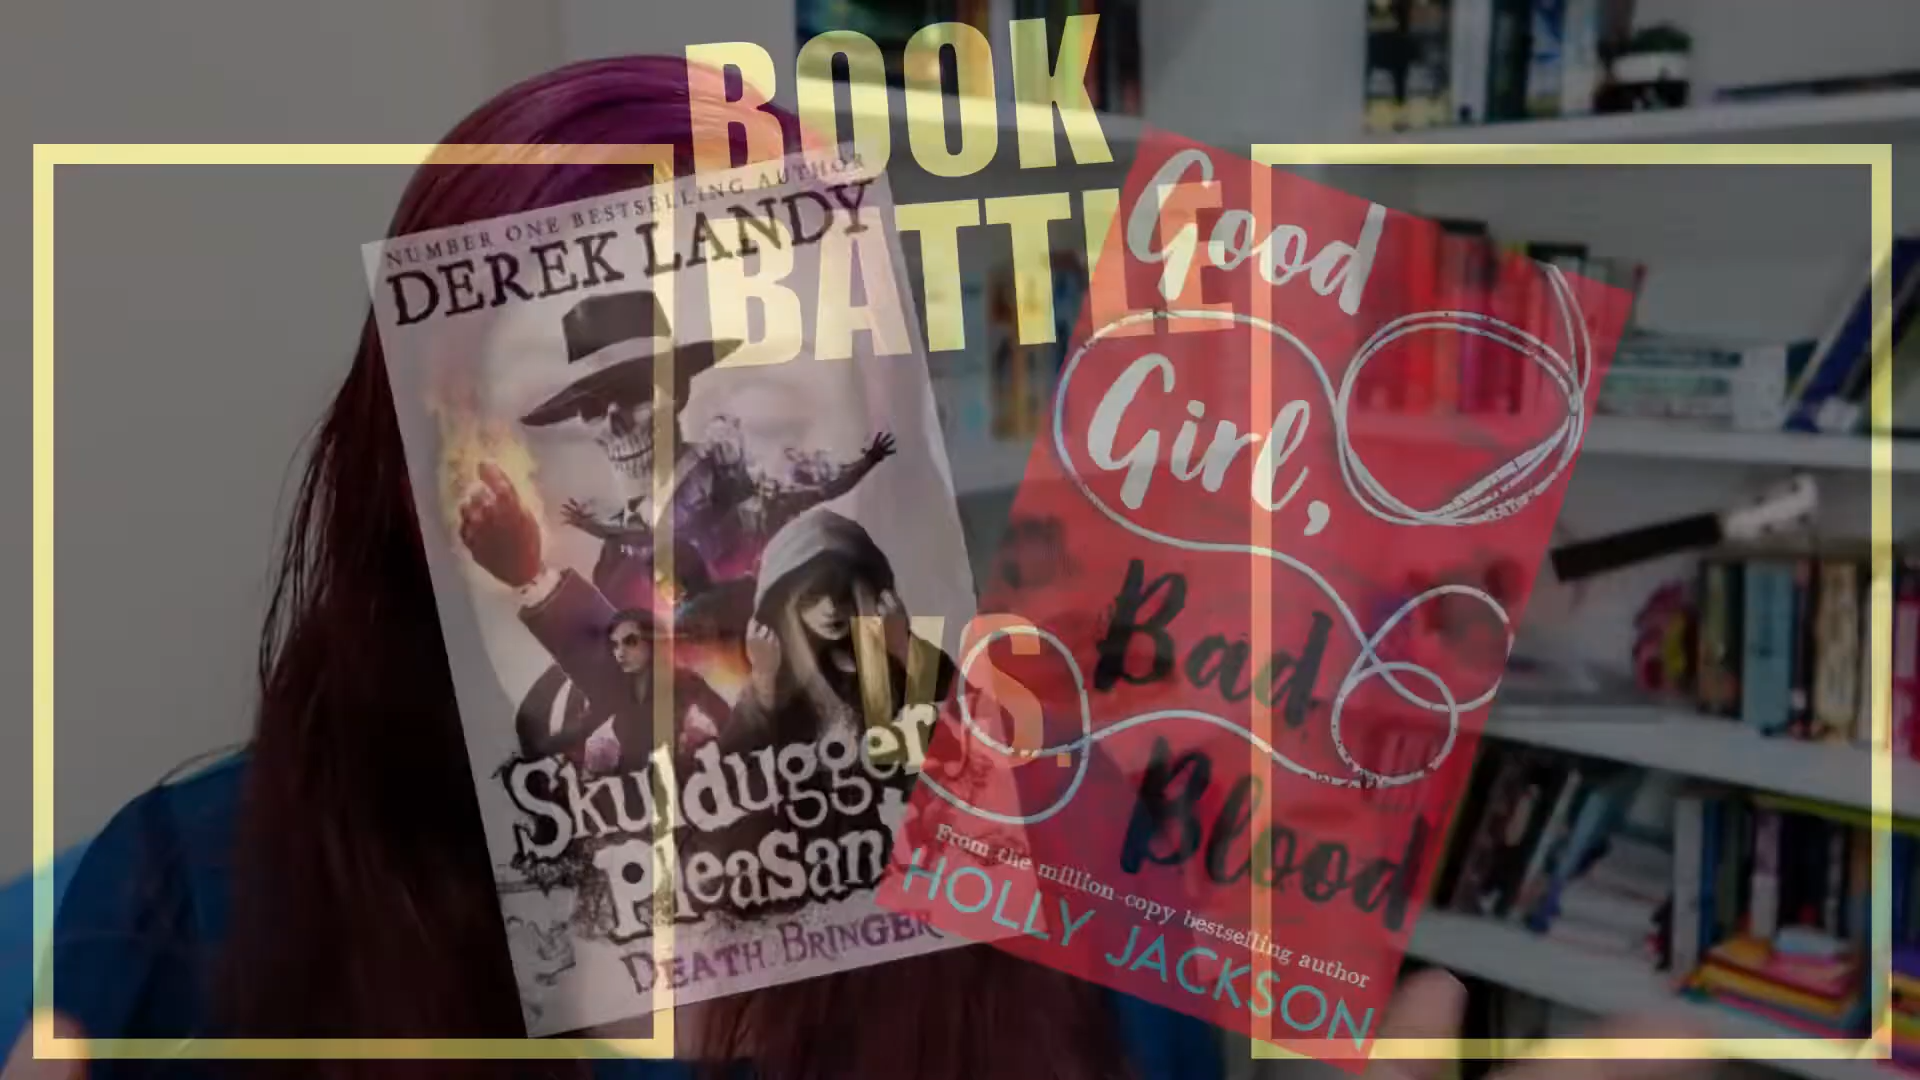 BOOK
BATTLE
VS.
NUMBER ONE BESTSELLING AUTHOR
DEREK LANDY
Skulduggery
Pleasant
DEATH BRINGER
Good
Girl,
Bad
Blood
From the million-copy bestselling author
HOLLY JACKSON